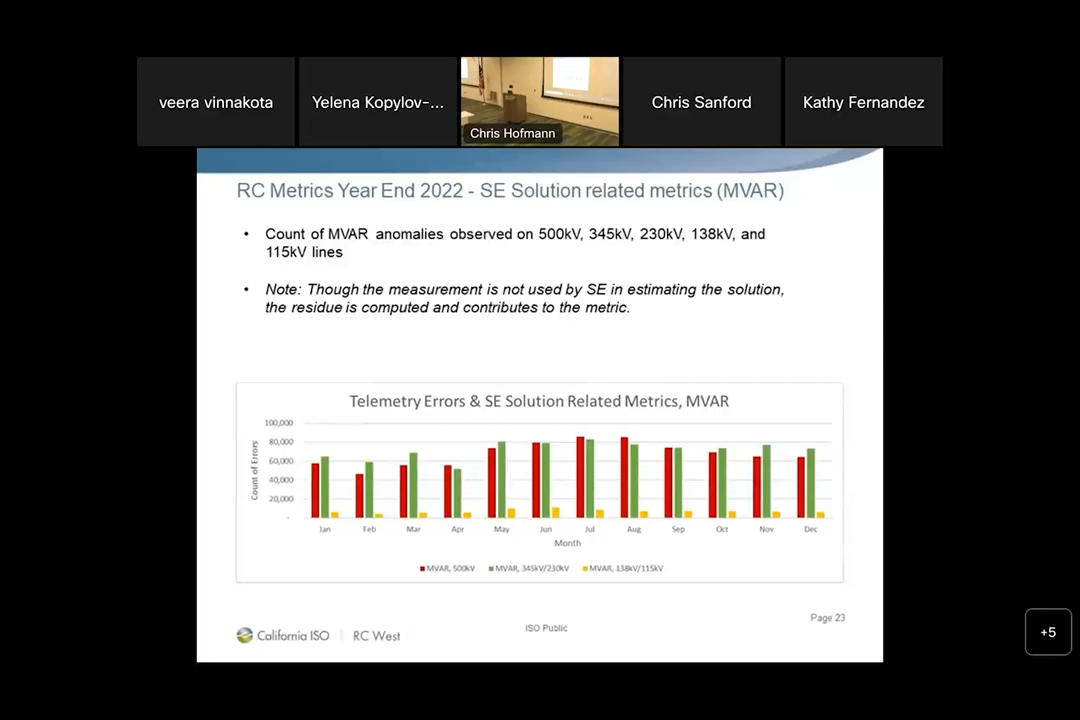 veera vinnakota
Yelena Kopylov-...
Chris Hofmann
Chris Sanford
Kathy Fernandez
RC Metrics Year End 2022 - SE Solution related metrics (MVAR)
• Count of MVAR anomalies observed on 500kV, 345kV, 230kV, 138kV, and
115kV lines
• Note: Though the measurement is not used by SE in estimating the solution,
the residue is computed and contributes to the metric.
Telemetry Errors & SE Solution Related Metrics, MVAR
100,000
80,000
60,000
40,000
20,000
-
Count of Errors
Jan Feb Mar Apr May Jun Jul Aug Sep Oct Nov Dec
Month
MVAR, 500kV MVAR, 345kV/230kV MVAR, 138kV/115kV
California ISO | RC West
ISO Public
Page 23
+5